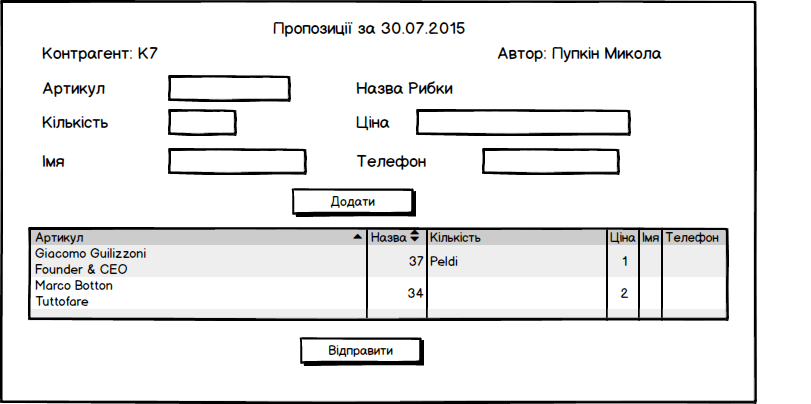 Пропозиції за 30.07.2015
Контрагент: К7 Автор: Пупкін Микола
Артикул Назва Рибки
Кількість Ціна
Імя Телефон
Додати
Артикул Назва Кількість Ціна Імя Телефон
Giacomo Guilizzoni
Founder & CEO 37 Peldi 1
Marco Botton
Tuttofare 34 2
Відправити